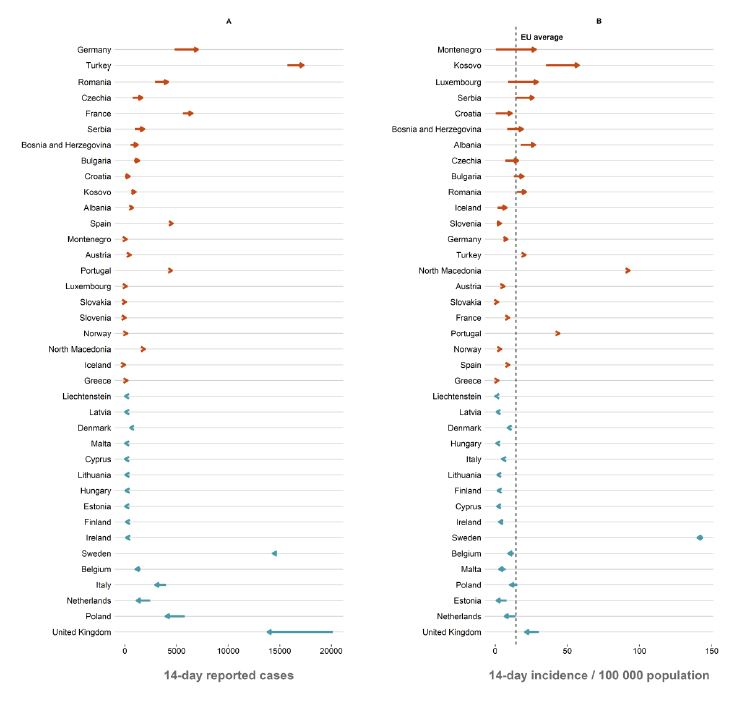 A
Germany
Turkey
Romania
Czechia
France
Serbia
Bosnia and Herzegovina
Bulgaria
Croatia
Kosovo
Albania
Spain
Montenegro
Austria
Portugal
Luxembourg
Slovakia
Slovenia
Norway
North Macedonia
Iceland
Greece
Liechtenstein
Latvia
Denmark
Malta
Cyprus
Lithuania
Hungary
Estonia
Finland
Ireland
Sweden
Belgium
Italy
Netherlands
Poland
United Kingdom
0 5000 10000 15000 20000
14-day reported cases
B
EU average
Montenegro
Kosovo
Luxembourg
Serbia
Croatia
Bosnia and Herzegovina
Albania
Czechia
Bulgaria
Romania
Iceland
Slovenia
Germany
Turkey
North Macedonia
Austria
Slovakia
France
Portugal
Norway
Spain
Greece
Liechtenstein
Latvia
Denmark
Hungary
Italy
Lithuania
Finland
Cyprus
Ireland
Sweden
Belgium
Malta
Poland
Estonia
Netherlands
United Kingdom
0 50 100 150
14-day incidence / 100 000 population